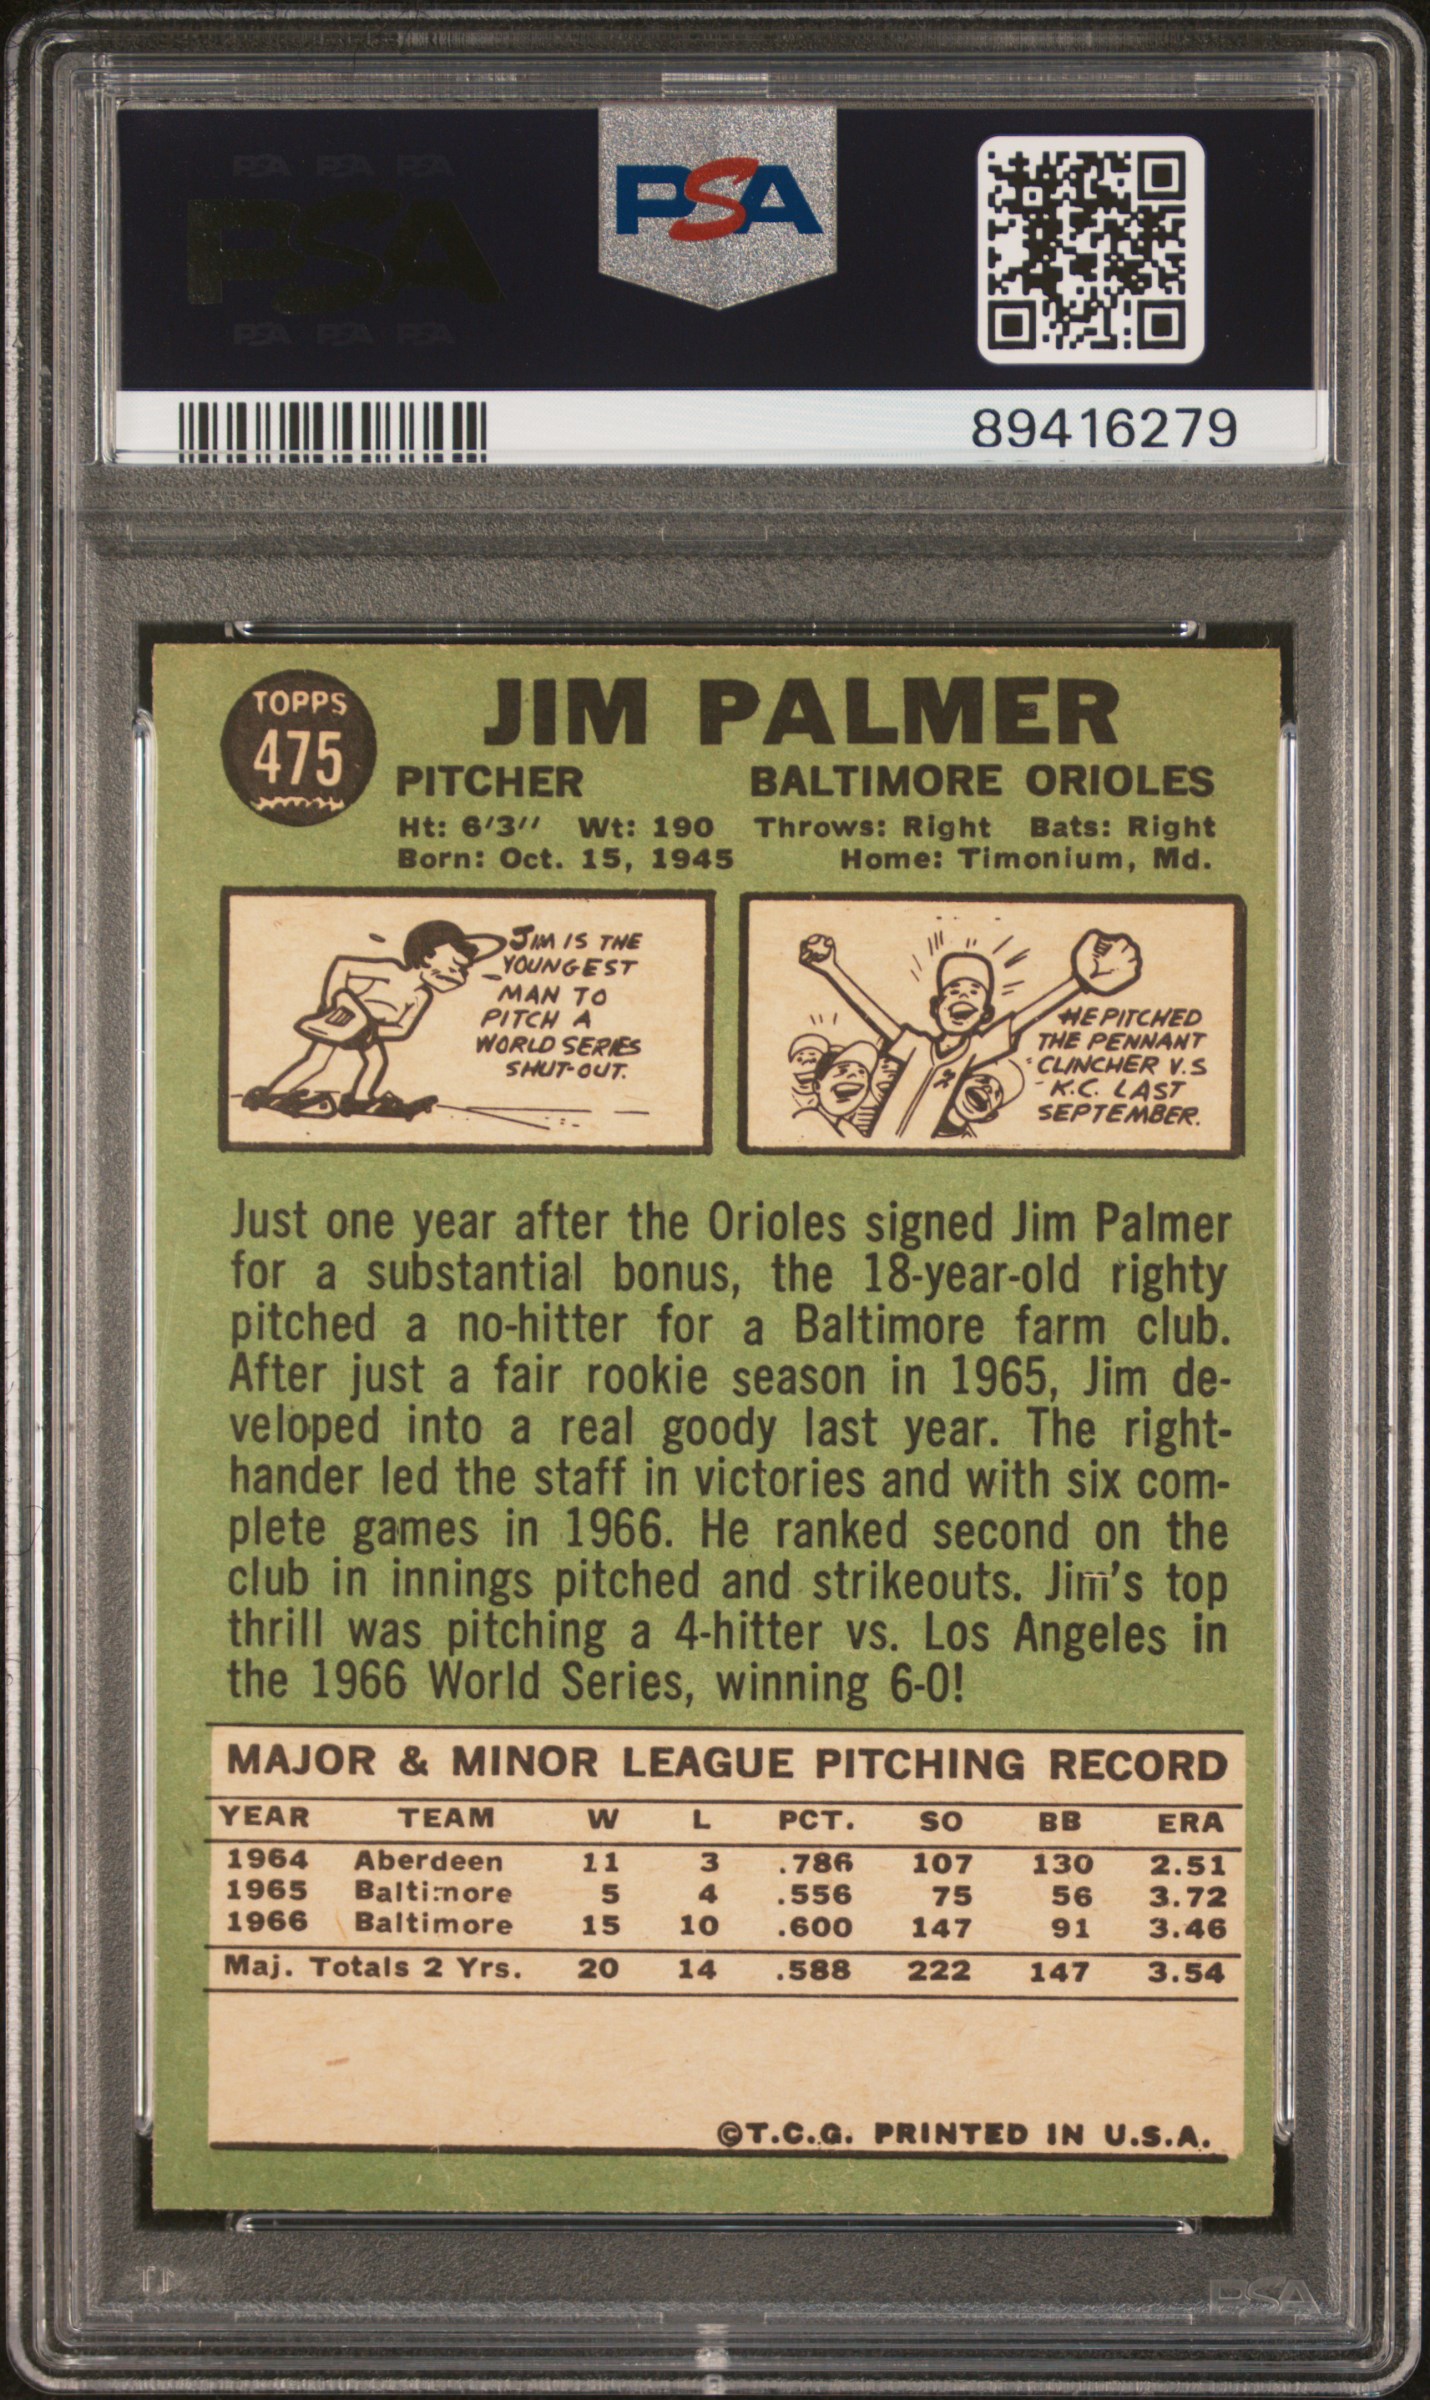 PSA PSA PSA
PSA
PSA PSA PSA
PSA
89416279
TOPPS
475
JIM PALMER
PITCHER BALTIMORE ORIOLES
Ht: 6'3" Wt: 190 Throws: Right Bats: Right
Born: Oct. 15, 1945 Home: Timonium, Md.
JIM IS THE
YOUNGEST
MAN TO
PITCH A
WORLD SERIES
SHUT-OUT.
HE PITCHED
THE PENNANT
CLINCHER V.S
K.C. LAST
SEPTEMBER.
Just one year after the Orioles signed Jim Palmer
for a substantial bonus, the 18-year-old righty
pitched a no-hitter for a Baltimore farm club.
After just a fair rookie season in 1965, Jim de-
veloped into a real goody last year. The right-
hander led the staff in victories and with six com-
plete games in 1966. He ranked second on the
club in innings pitched and strikeouts. Jim's top
thrill was pitching a 4-hitter vs. Los Angeles in
the 1966 World Series, winning 6-0!
MAJOR & MINOR LEAGUE PITCHING RECORD
YEAR TEAM W L PCT. SO BB ERA
1964 Aberdeen 11 3 .786 107 130 2.51
1965 Baltimore 5 4 .556 75 56 3.72
1966 Baltimore 15 10 .600 147 91 3.46
Maj. Totals 2 Yrs. 20 14 .588 222 147 3.54
©T.C.G. PRINTED IN U.S.A.
PSA